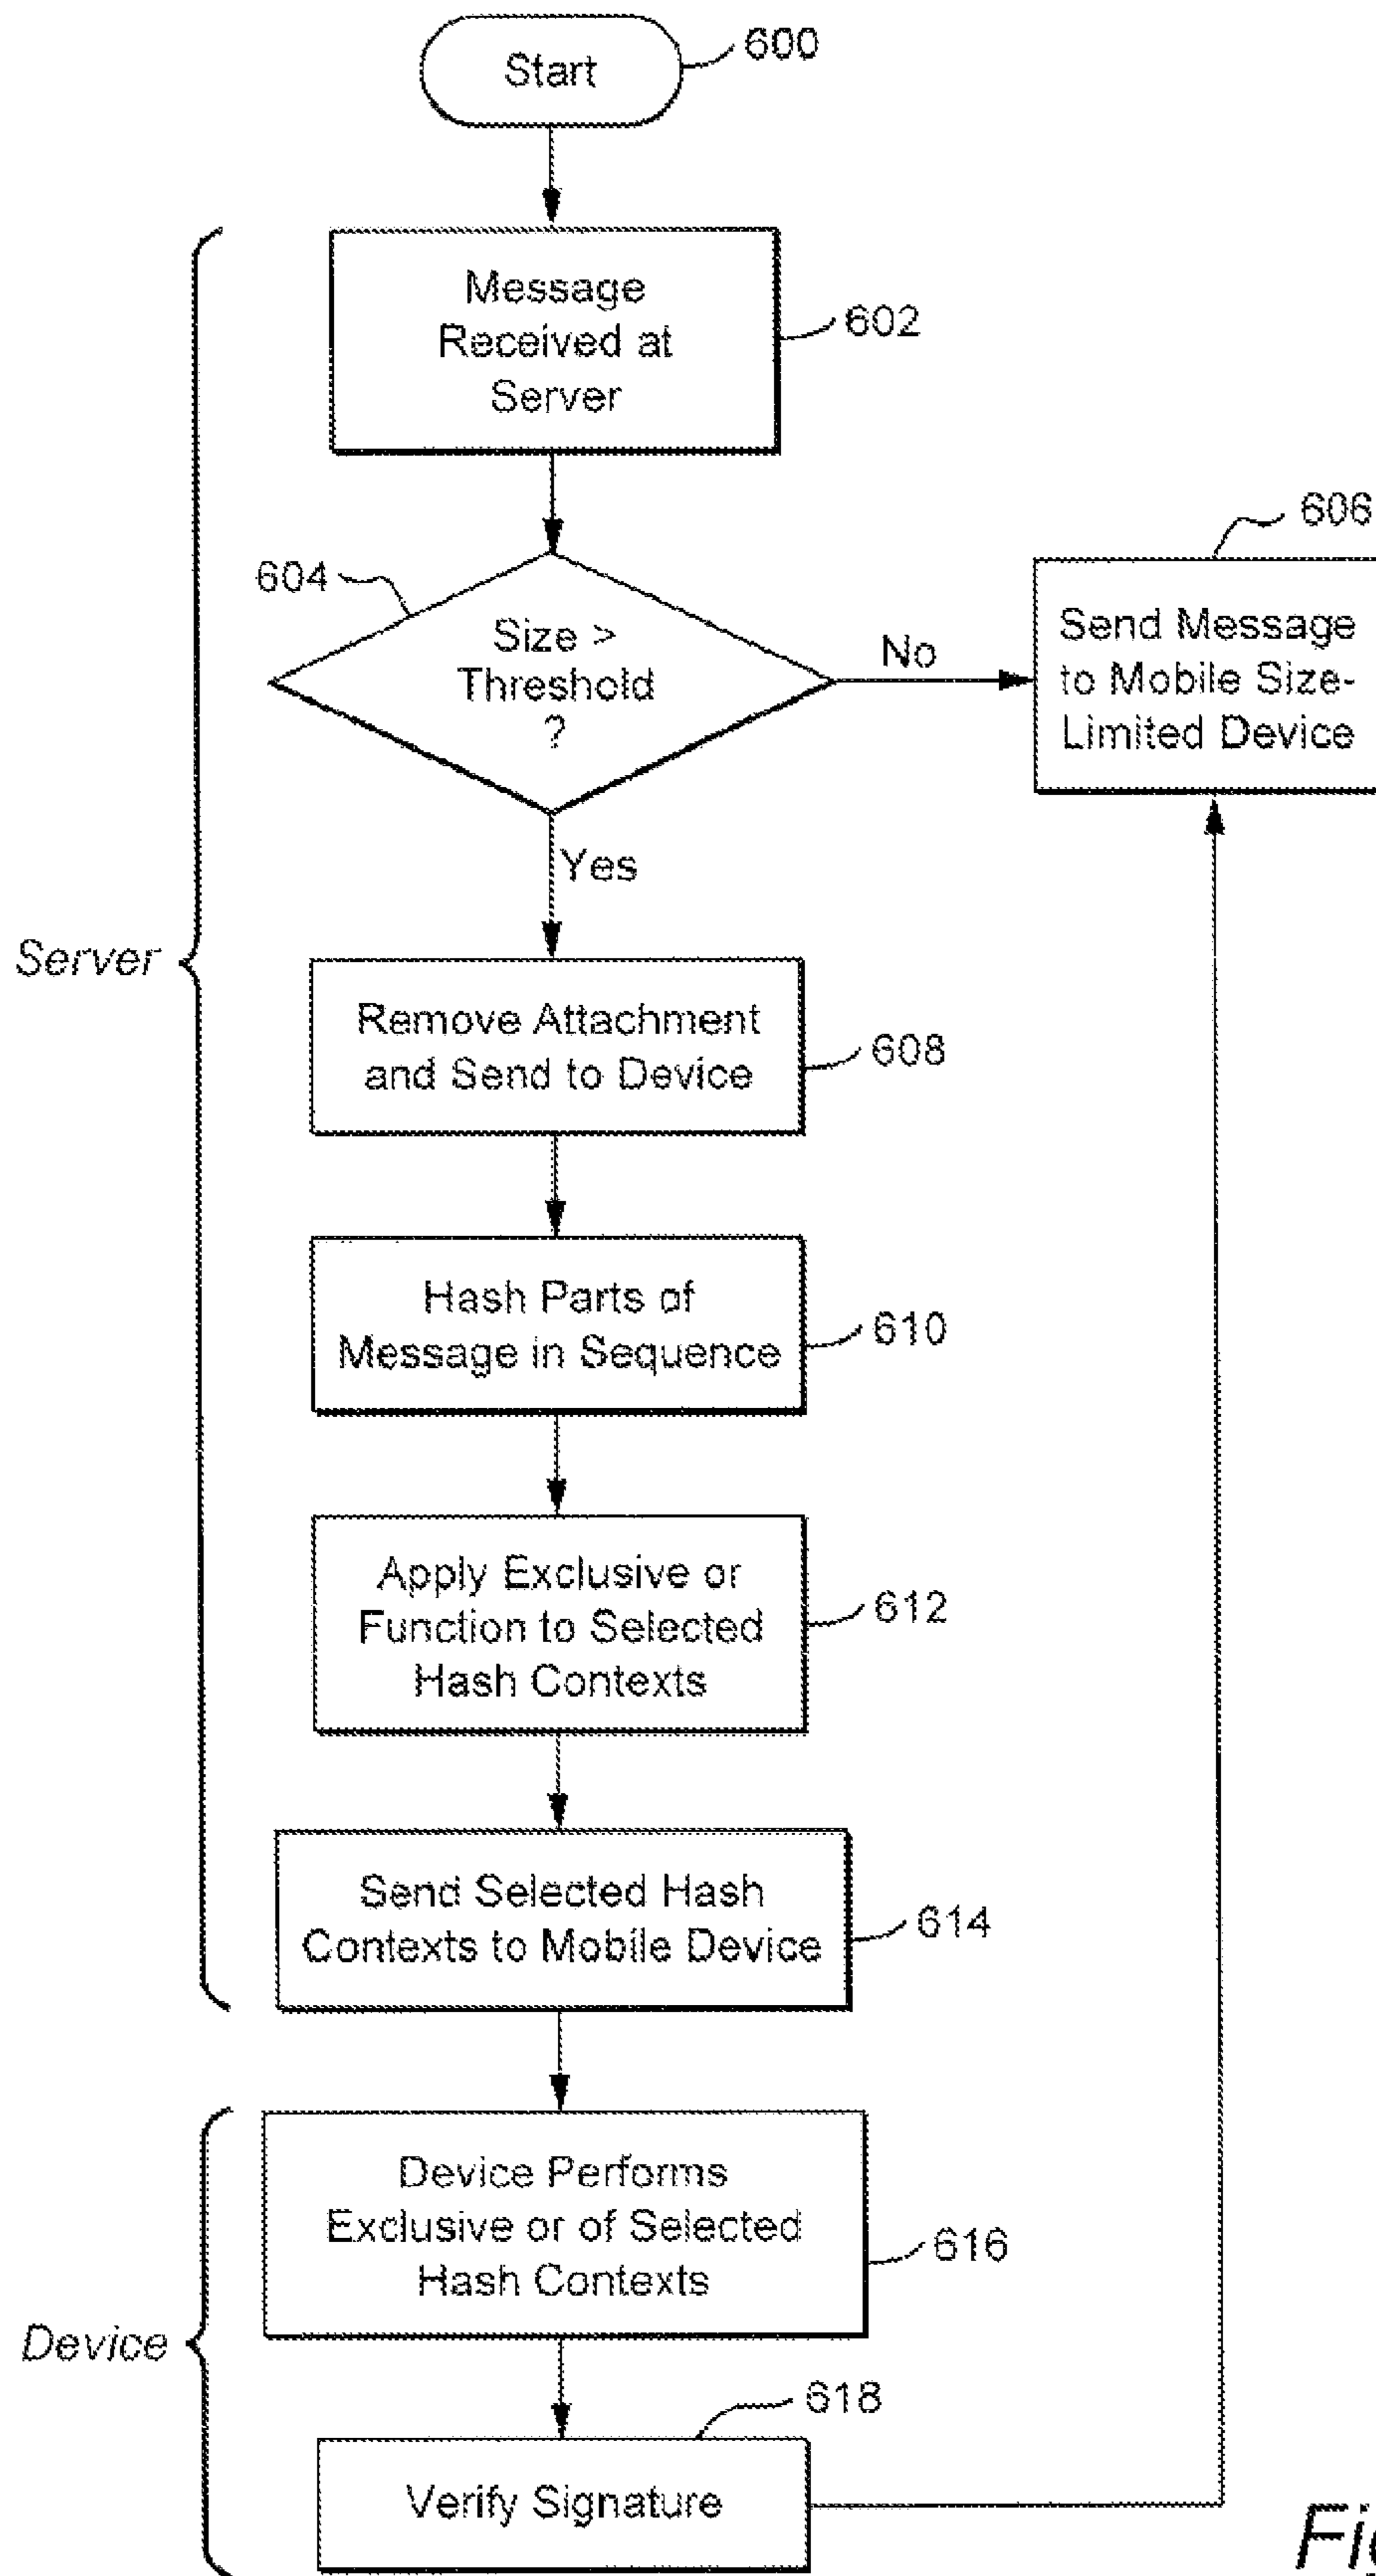 Start
600
Message
Received at
Server
602
606
604
Size >
Threshold
?
No
Send Message
to Mobile Size-
Limited Device
Yes
Server
Remove Attachment
and Send to Device
608
Hash Parts of
Message in Sequence
610
Apply Exclusive or
Function to Selected
Hash Contexts
612
Send Selected Hash
Contexts to Mobile Device
614
Device Performs
Exclusive or of Selected
Hash Contexts
616
Device
618
Verify Signature